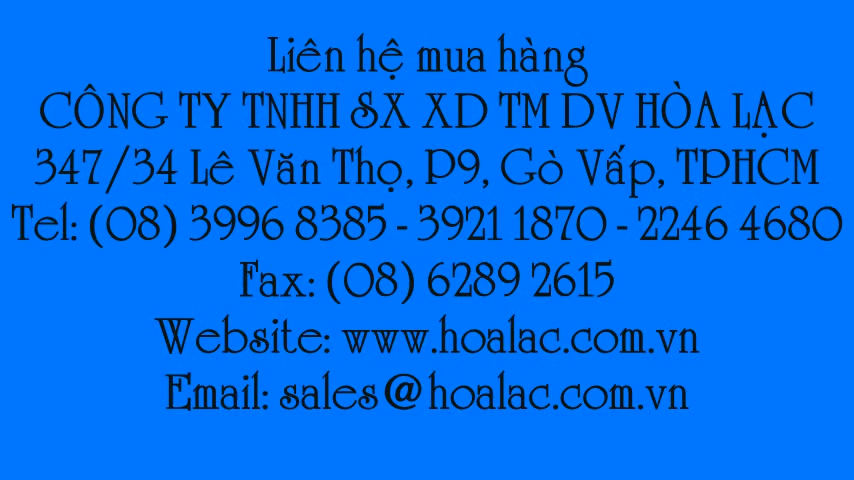 Liên hệ mua hàng
CÔNG TY TNHH SX XD TM DV HÒA LẠC
347/34 Lê Văn Thọ, P9, Gò Vấp, TPHCM
Tel: (08) 3996 8385 - 3921 1870 - 2246 4680
Fax: (08) 6289 2615
Website: www.hoalac.com.vn
Email: sales@hoalac.com.vn